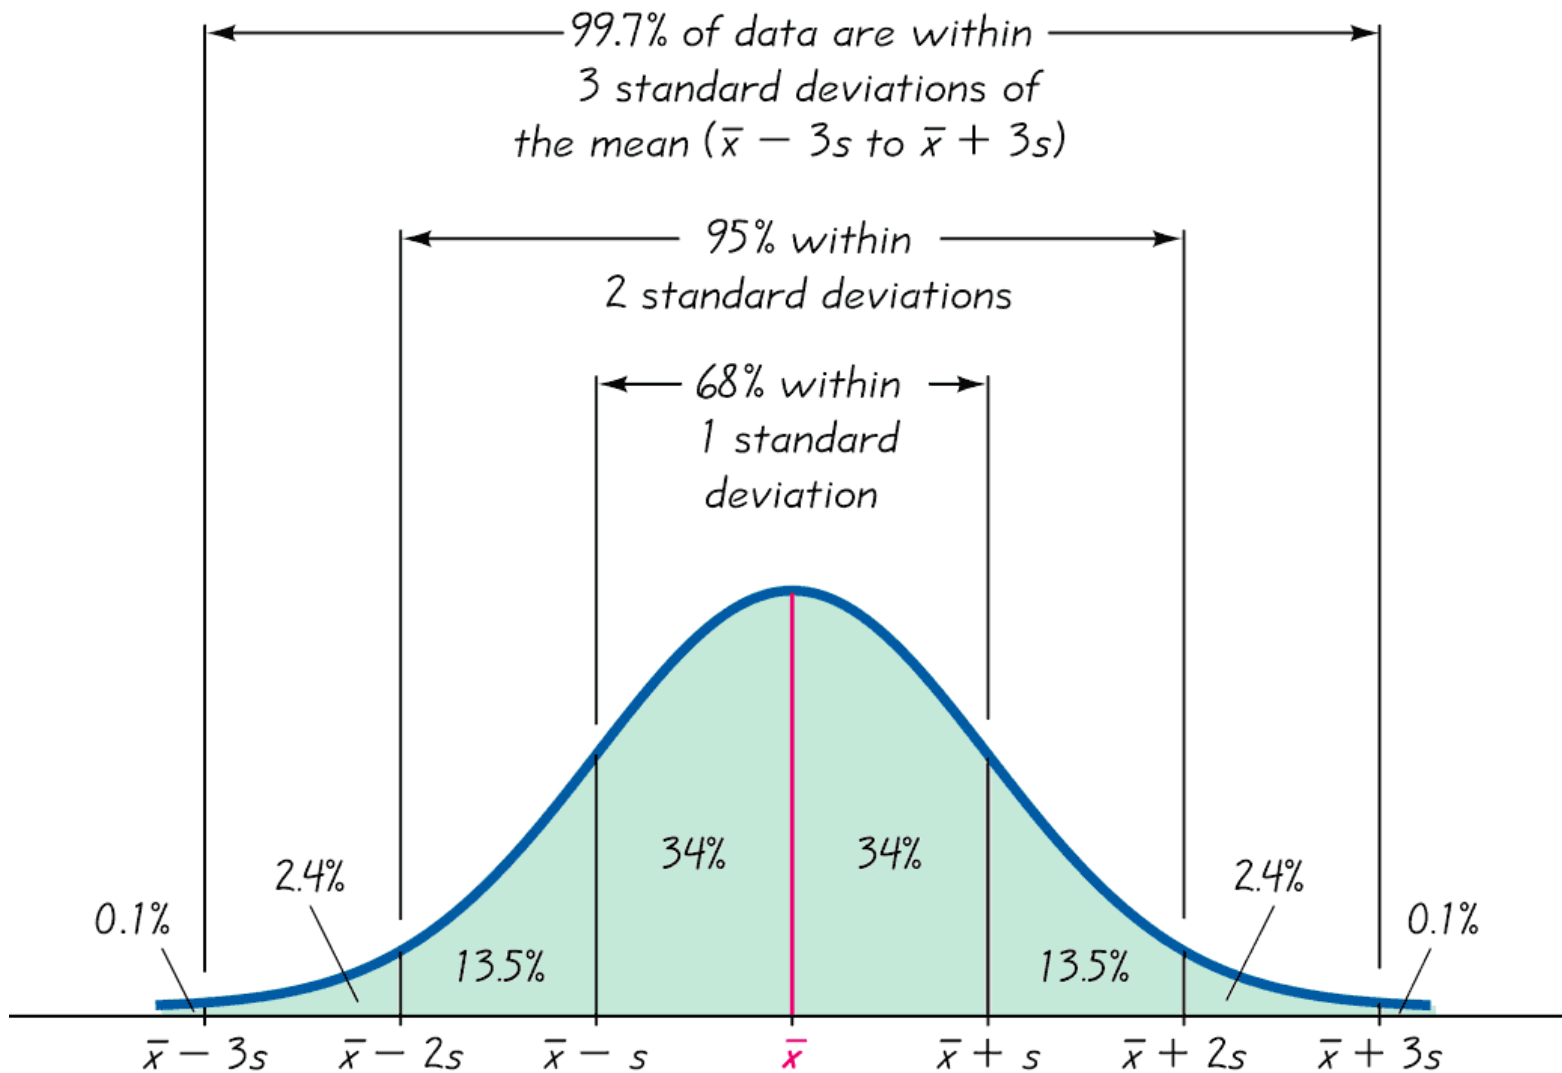 99.7% of data are within
3 standard deviations of
the mean (x̄ − 3s to x̄ + 3s)
95% within
2 standard deviations
68% within
1 standard
deviation
34% 34%
2.4% 2.4%
0.1% 0.1%
13.5% 13.5%
x̄ − 3s x̄ − 2s x̄ − s x̄ x̄ + s x̄ + 2s x̄ + 3s